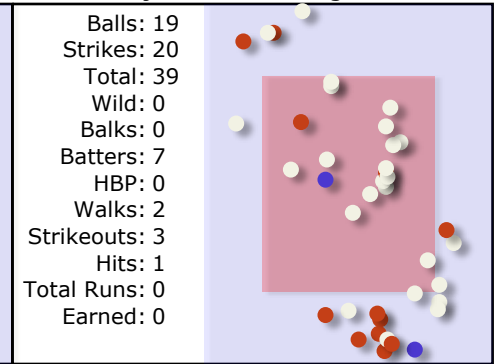 Balls: 19
Strikes: 20
Total: 39
Wild: 0
Balks: 0
Batters: 7
HBP: 0
Walks: 2
Strikeouts: 3
Hits: 1
Total Runs: 0
Earned: 0